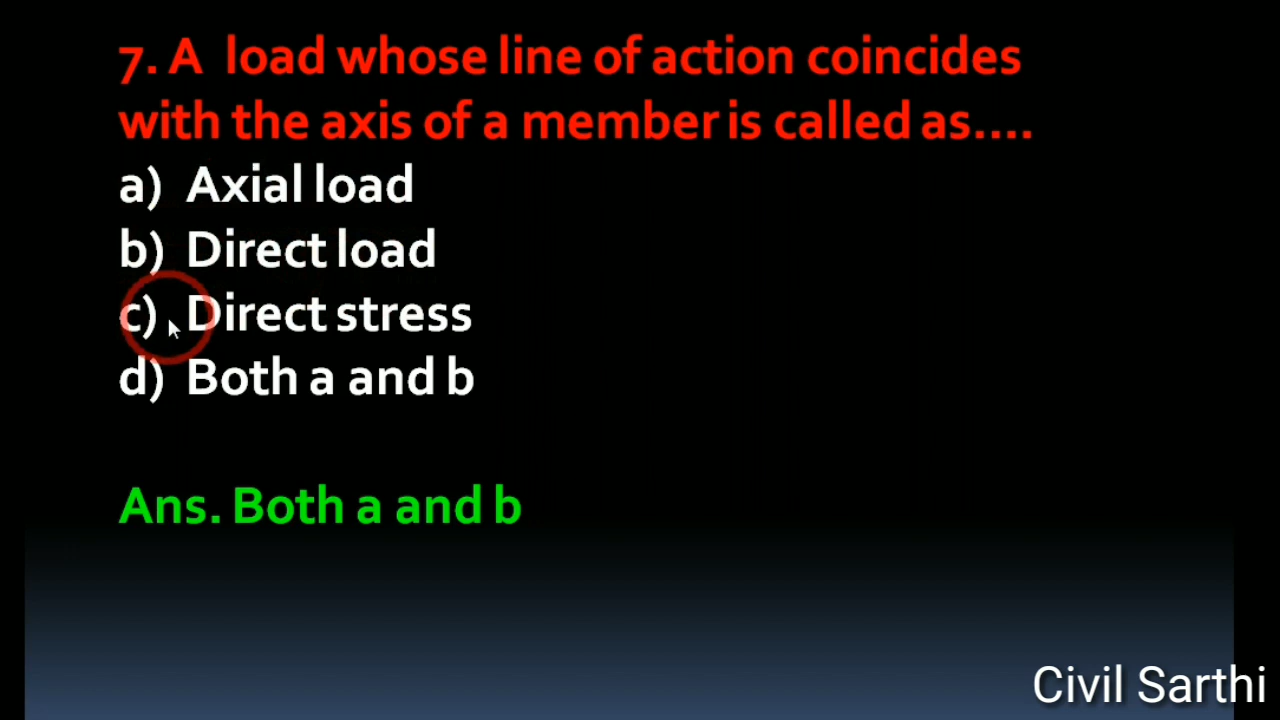 7. A load whose line of action coincides
with the axis of a member is called as....
a) Axial load
b) Direct load
c) Direct stress
d) Both a and b
Ans. Both a and b
Civil Sarthi